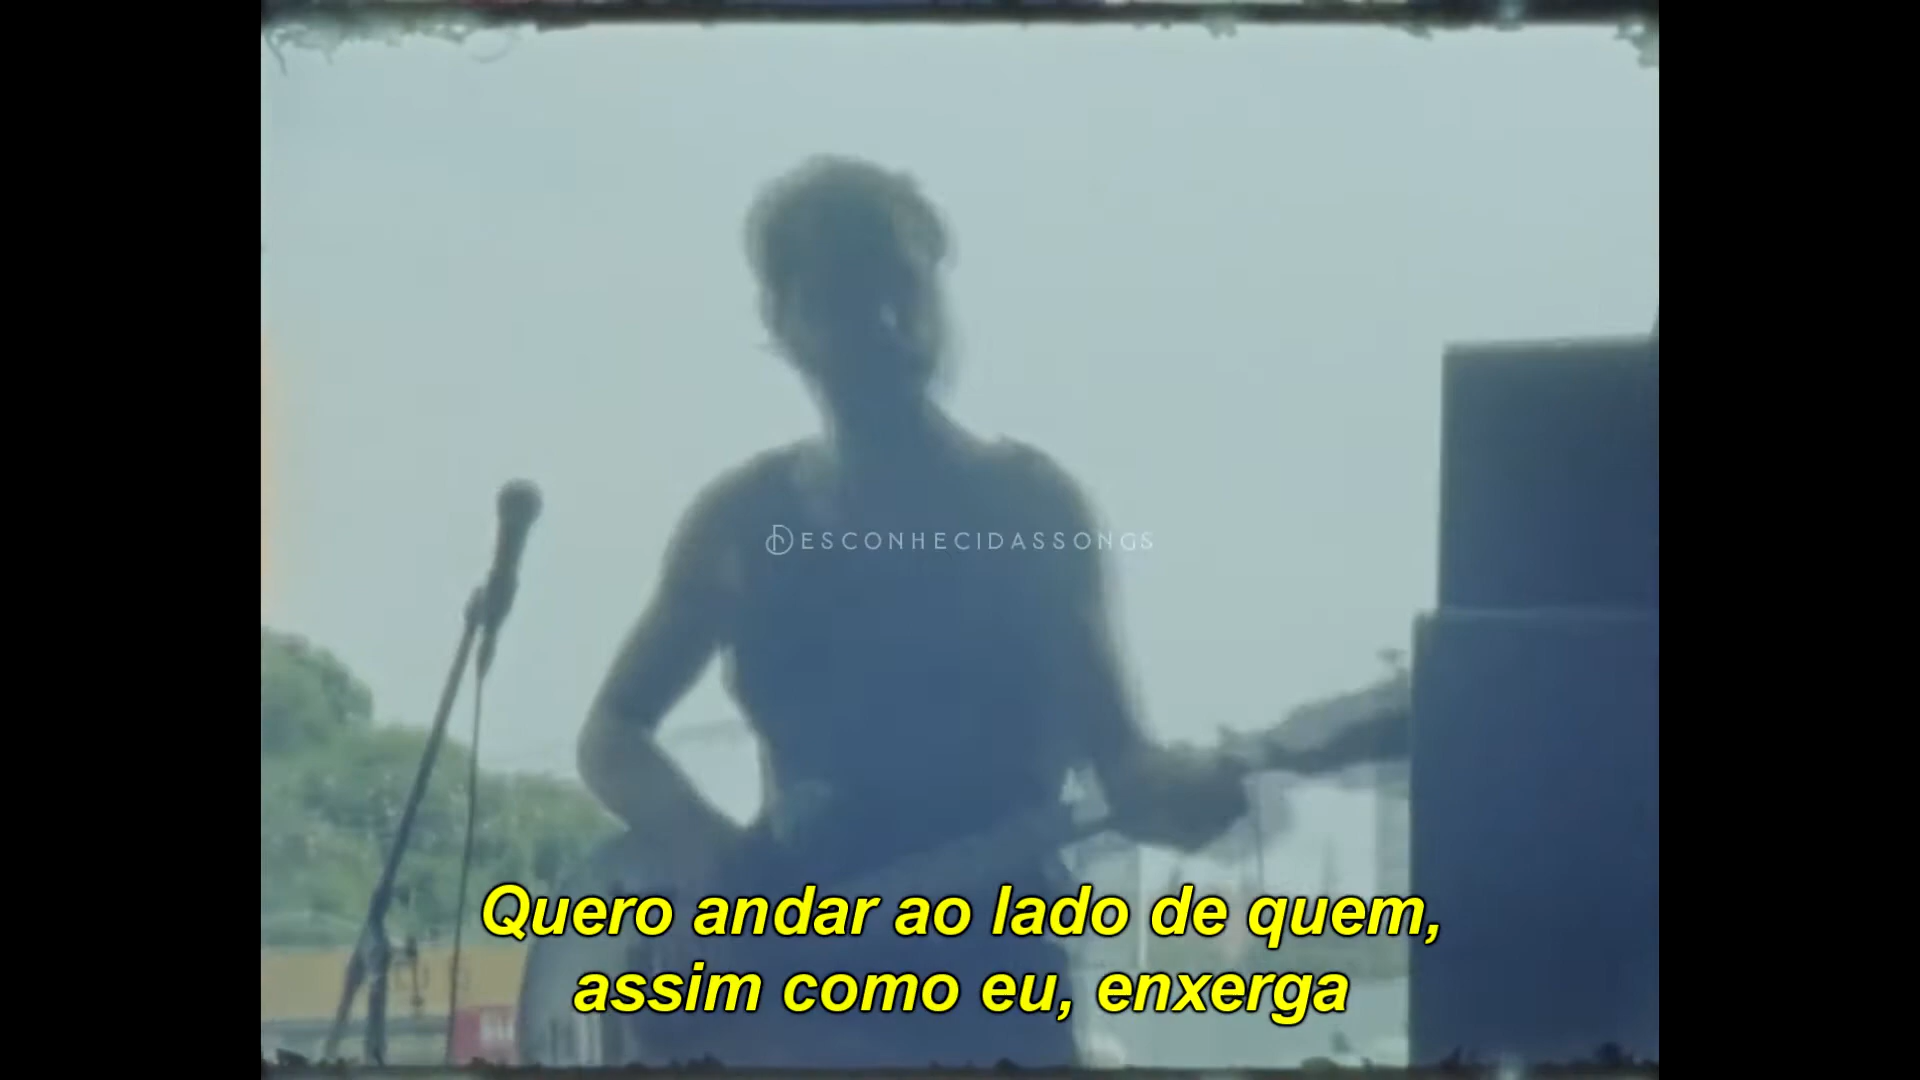 DESCONHECIDASSONGS
Quero andar ao lado de quem,
assim como eu, enxerga